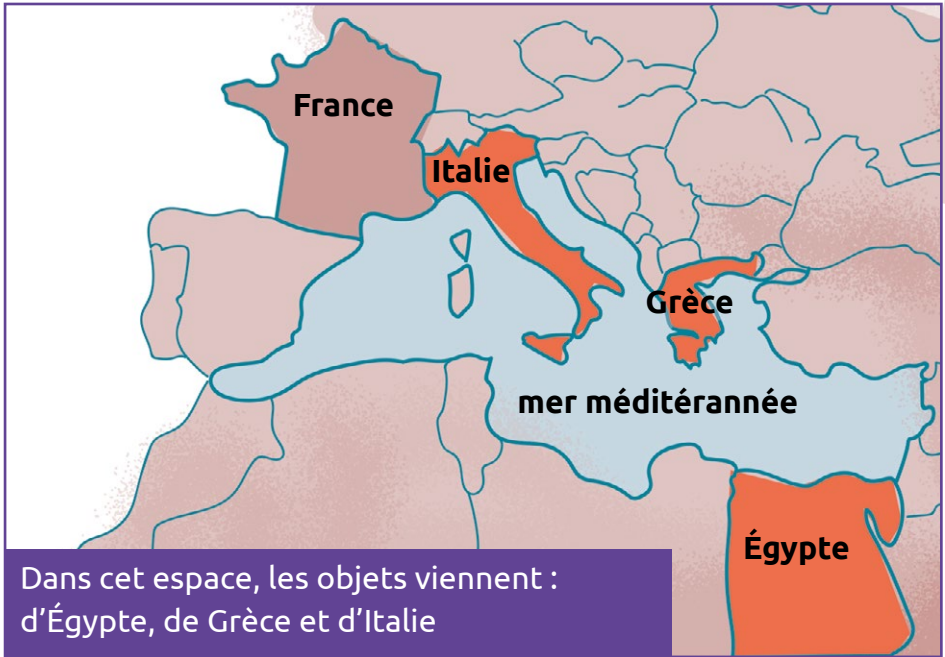 France
Italie
Grèce
mer méditérannée
Égypte
Dans cet espace, les objets viennent :
d’Égypte, de Grèce et d’Italie